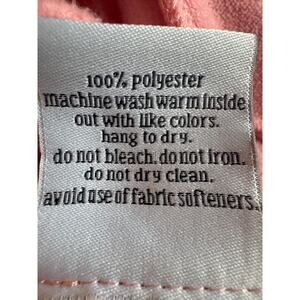 100% polyester
machine wash warm inside
out with like colors.
hang to dry.
do not bleach. do not iron.
do not dry clean.
avoid use of fabric softeners.